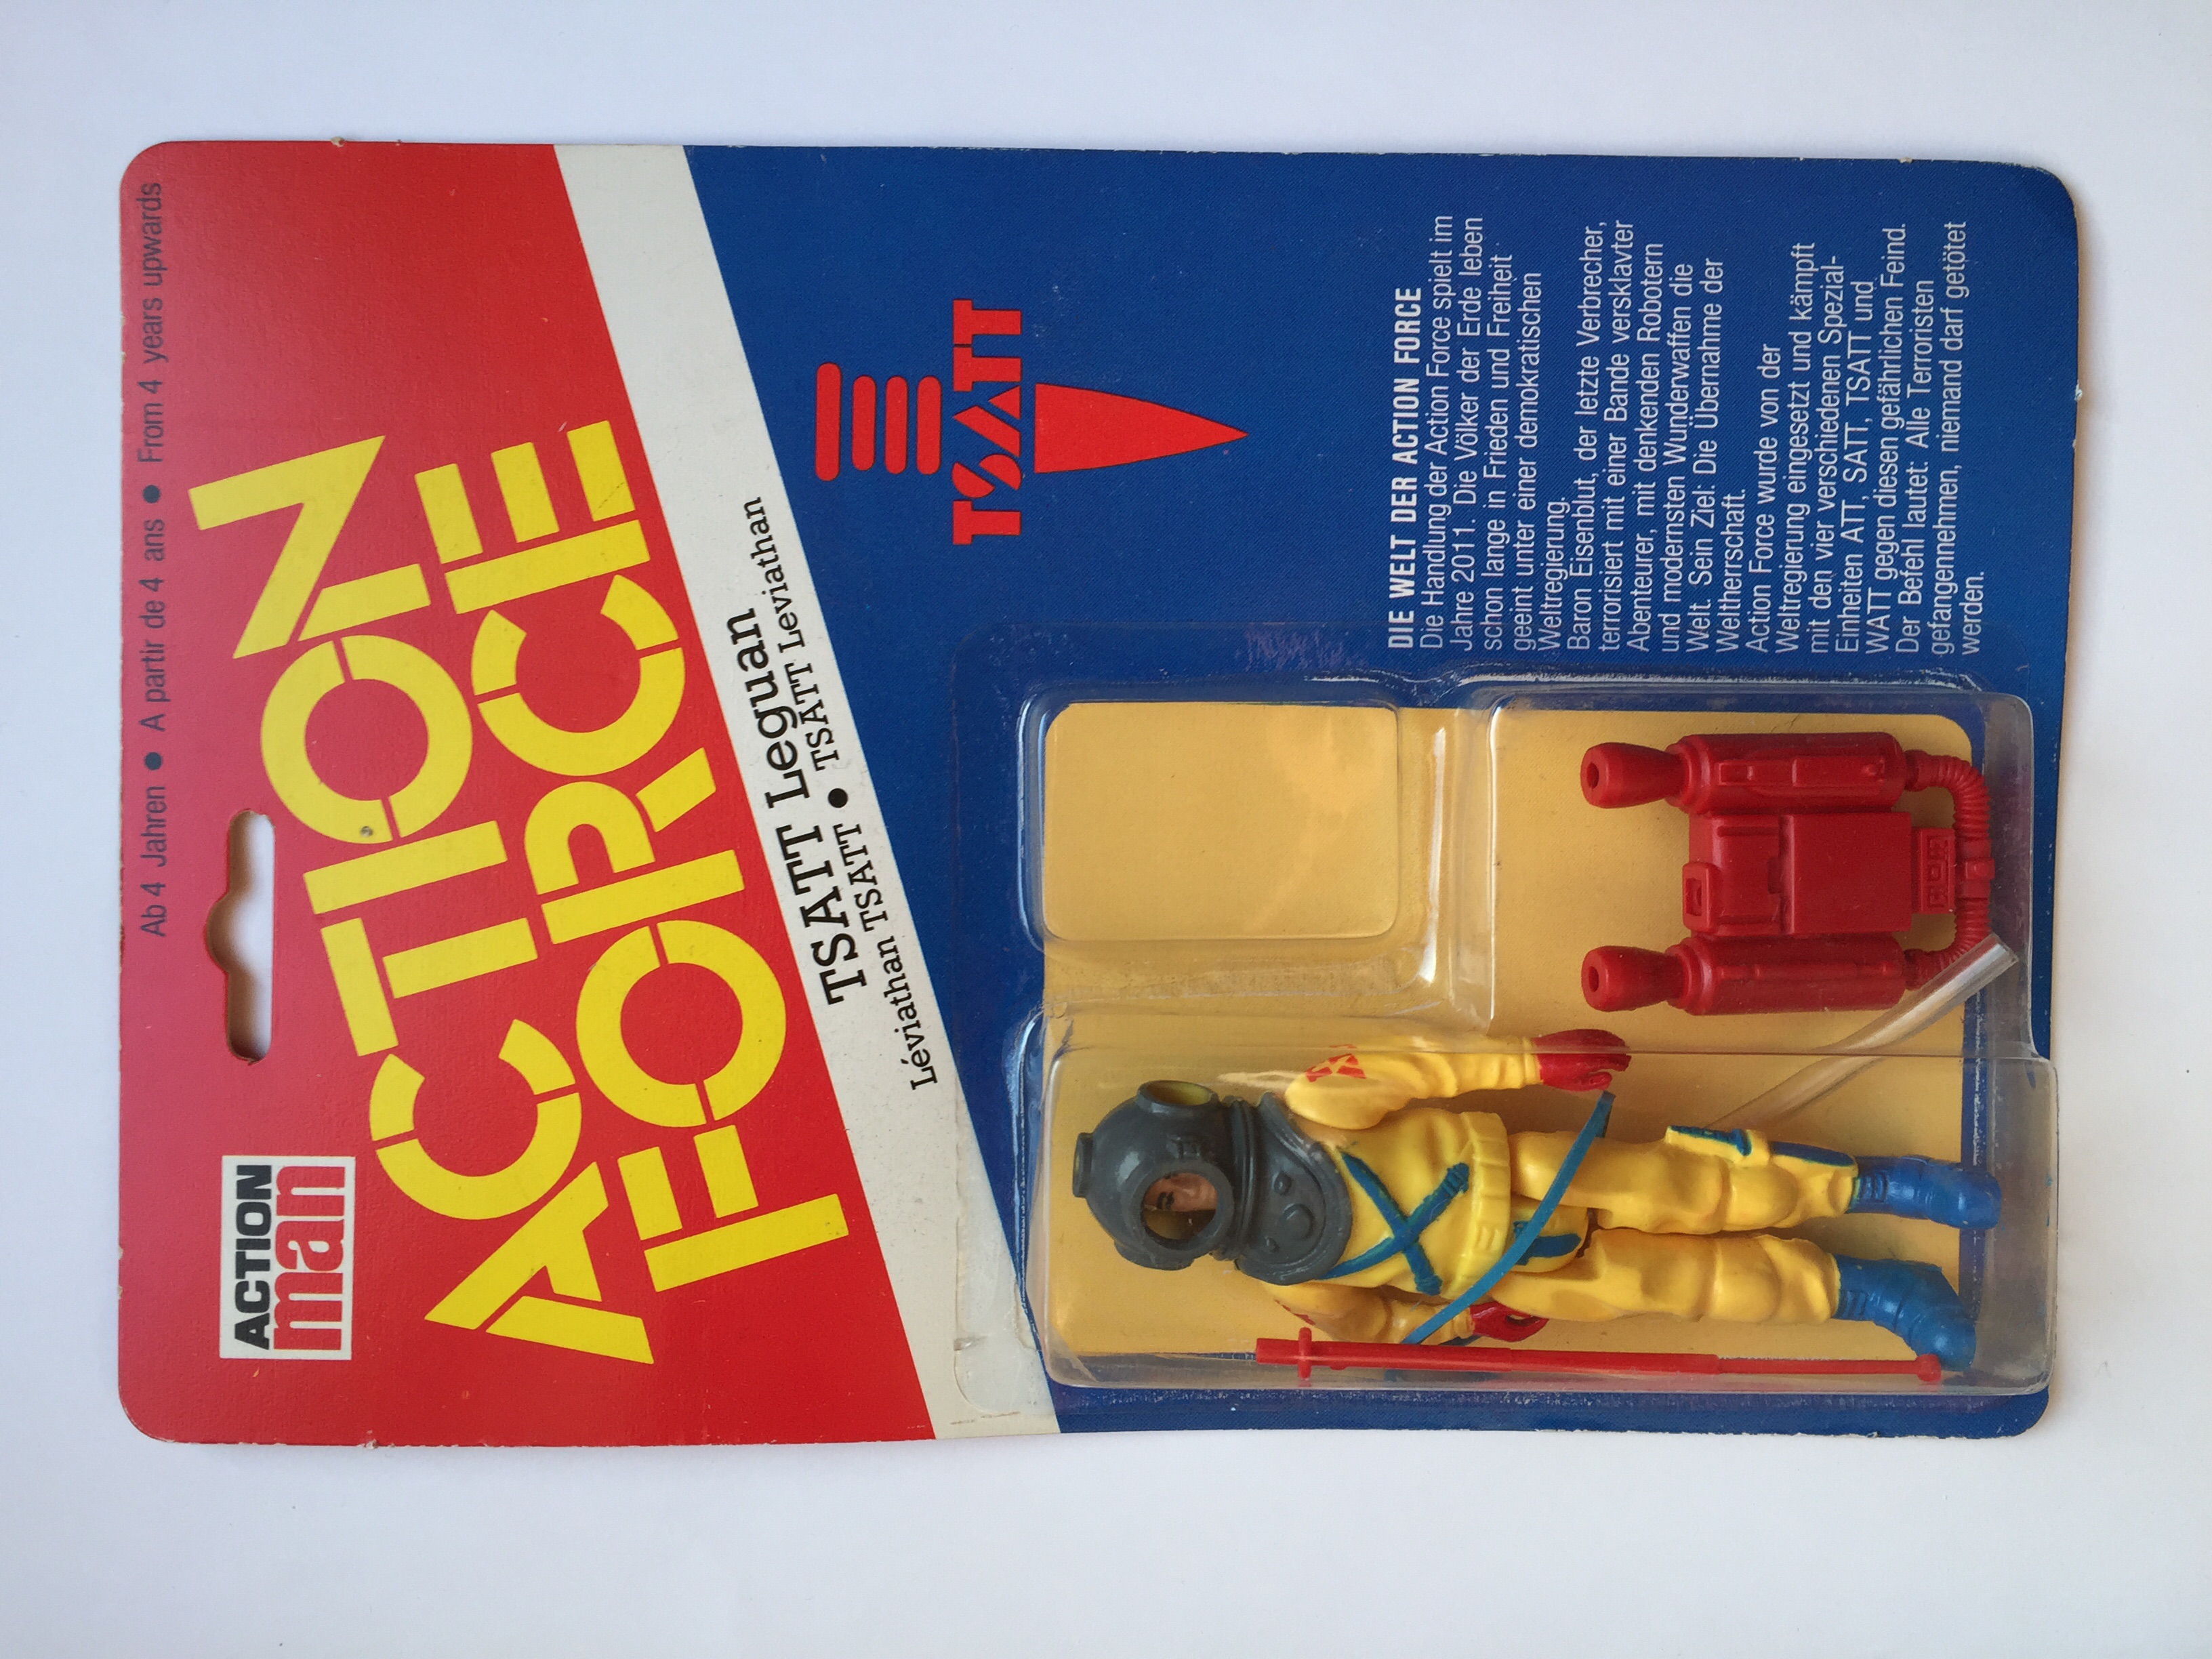 Ab 4 Jahren ● A partir de 4 ans ● From 4 years upwards
ACTION
man
ACTION
FORCE
TSATT Leguan
Léviathan TSATT ● TSATT Leviathan
TSATT
DIE WELT DER ACTION FORCE
Die Handlung der Action Force spielt im
Jahre 2011. Die Völker der Erde leben
schon lange in Frieden und Freiheit
geeint unter einer demokratischen
Weltregierung.
Baron Eisenblut, der letzte Verbrecher,
terrorisiert mit einer Bande versklavter
Abenteurer, mit denkenden Robotern
und modernsten Wunderwaffen die
Welt. Sein Ziel: Die Übernahme der
Weltherrschaft.
Action Force wurde von der
Weltregierung eingesetzt und kämpft
mit den vier verschiedenen Spezial-
Einheiten ATT, SATT, TSATT und
WATT gegen diesen gefährlichen Feind.
Der Befehl lautet: Alle Terroristen
gefangennehmen, niemand darf getötet
werden.